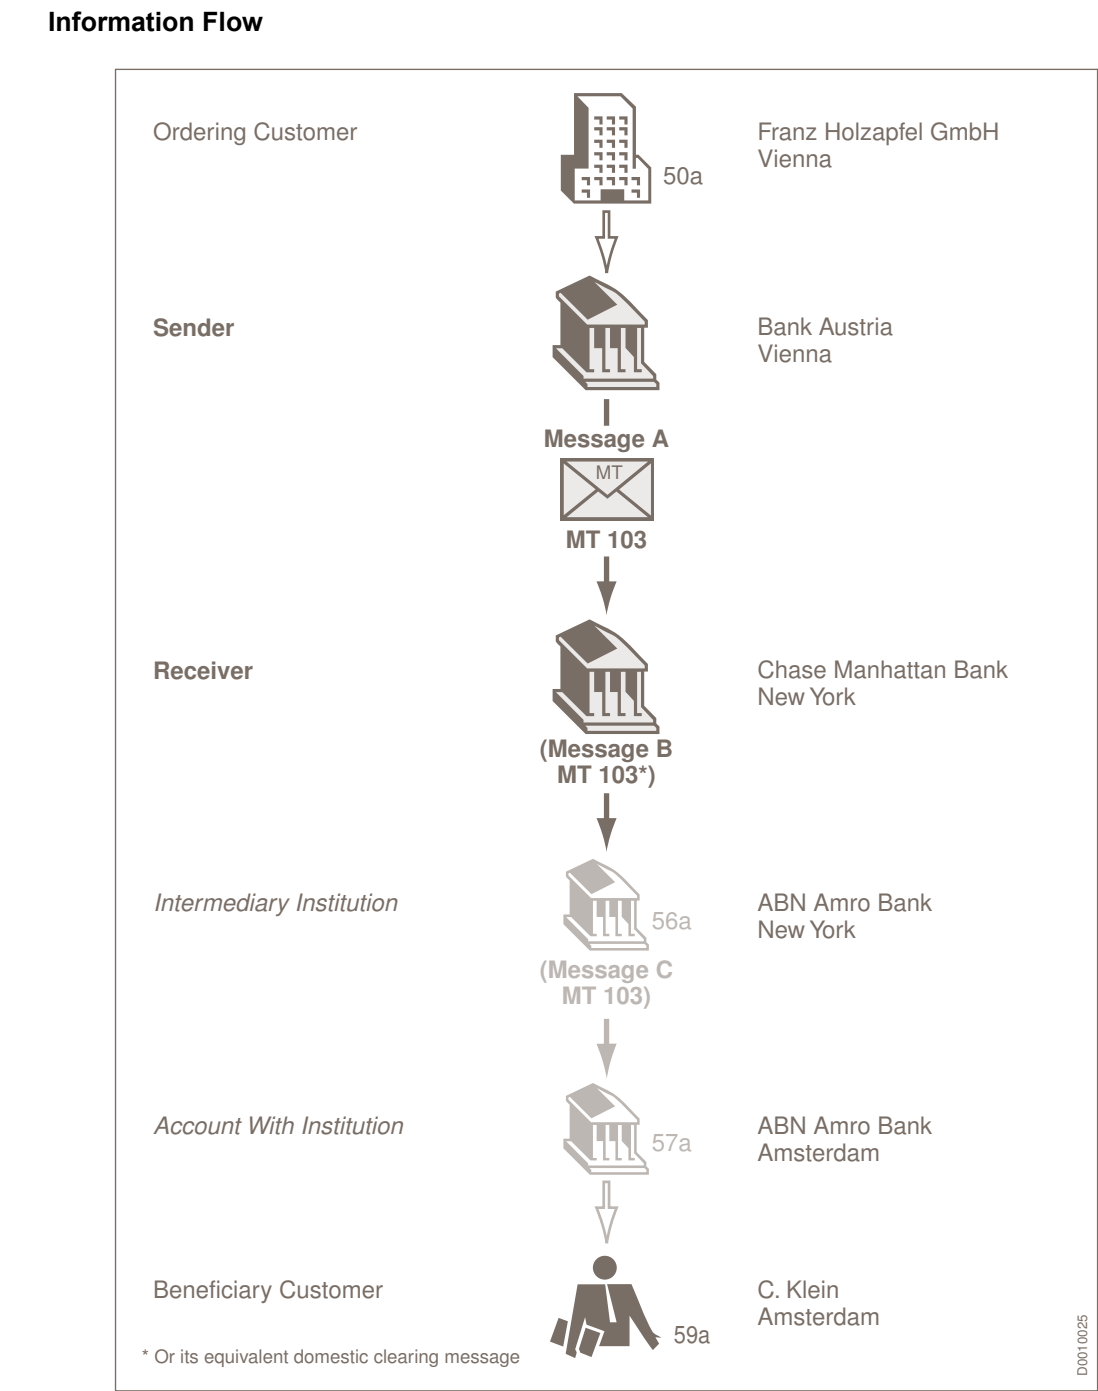 Information Flow
Ordering Customer
50a
Franz Holzapfel GmbH
Vienna
Sender
Bank Austria
Vienna
Message A
MT
MT 103
Receiver
Chase Manhattan Bank
New York
(Message B
MT 103*)
Intermediary Institution
56a
ABN Amro Bank
New York
(Message C
MT 103)
Account With Institution
57a
ABN Amro Bank
Amsterdam
Beneficiary Customer
59a
C. Klein
Amsterdam
* Or its equivalent domestic clearing message
D0010025